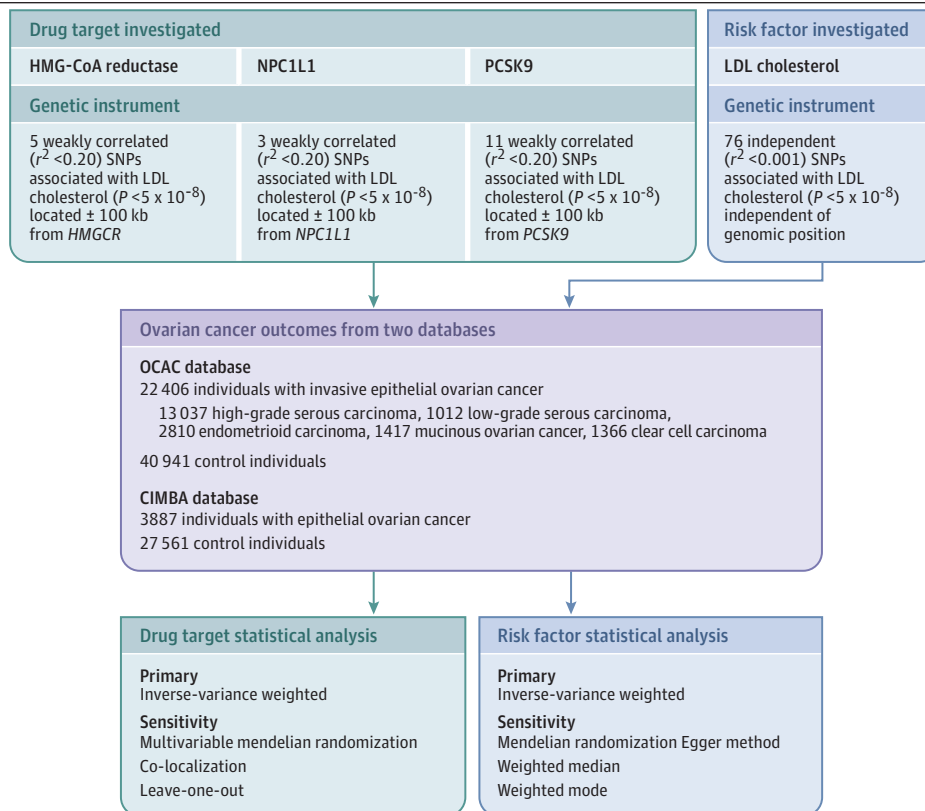 Drug target investigated
HMG-CoA reductase
NPC1L1
PCSK9
Genetic instrument
5 weakly correlated
(r² <0.20) SNPs
associated with LDL
cholesterol (P <5 x 10⁻⁸)
located ± 100 kb
from HMGCR
3 weakly correlated
(r² <0.20) SNPs
associated with LDL
cholesterol (P <5 x 10⁻⁸)
located ± 100 kb
from NPC1L1
11 weakly correlated
(r² <0.20) SNPs
associated with LDL
cholesterol (P <5 x 10⁻⁸)
located ± 100 kb
from PCSK9
Risk factor investigated
LDL cholesterol
Genetic instrument
76 independent
(r² <0.001) SNPs
associated with LDL
cholesterol (P <5 x 10⁻⁸)
independent of
genomic position
Ovarian cancer outcomes from two databases
OCAC database
22 406 individuals with invasive epithelial ovarian cancer
13 037 high-grade serous carcinoma, 1012 low-grade serous carcinoma,
2810 endometrioid carcinoma, 1417 mucinous ovarian cancer, 1366 clear cell carcinoma
40 941 control individuals
CIMBA database
3887 individuals with epithelial ovarian cancer
27 561 control individuals
Drug target statistical analysis
Primary
Inverse-variance weighted
Sensitivity
Multivariable mendelian randomization
Co-localization
Leave-one-out
Risk factor statistical analysis
Primary
Inverse-variance weighted
Sensitivity
Mendelian randomization Egger method
Weighted median
Weighted mode